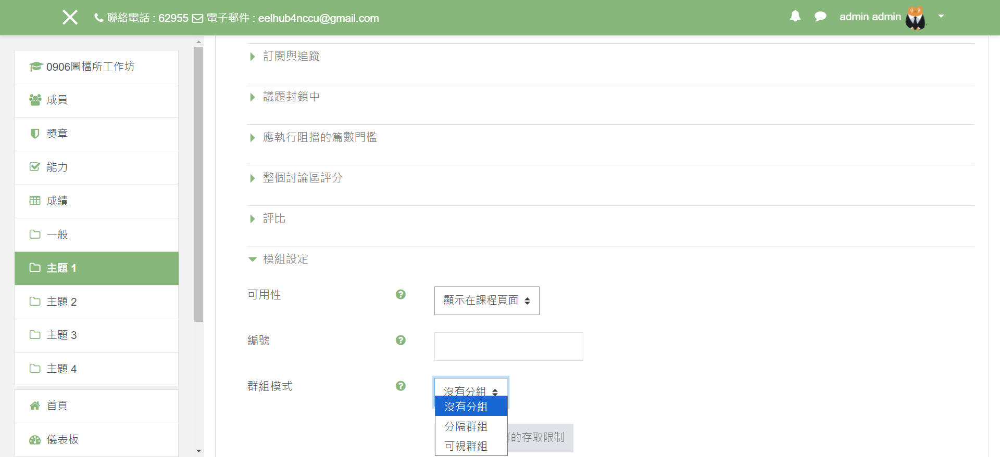 聯絡電話 : 62955 電子郵件 : eelhub4nccu@gmail.com
admin admin
0906圖檔所工作坊
成員
獎章
能力
成績
一般
主題 1
主題 2
主題 3
主題 4
首頁
儀表板
訂閱與追蹤
議題封鎖中
應執行阻擋的篇數門檻
整個討論區評分
評比
模組設定
可用性
顯示在課程頁面
編號
群組模式
沒有分組
沒有分組
分隔群組
可視群組
的存取限制